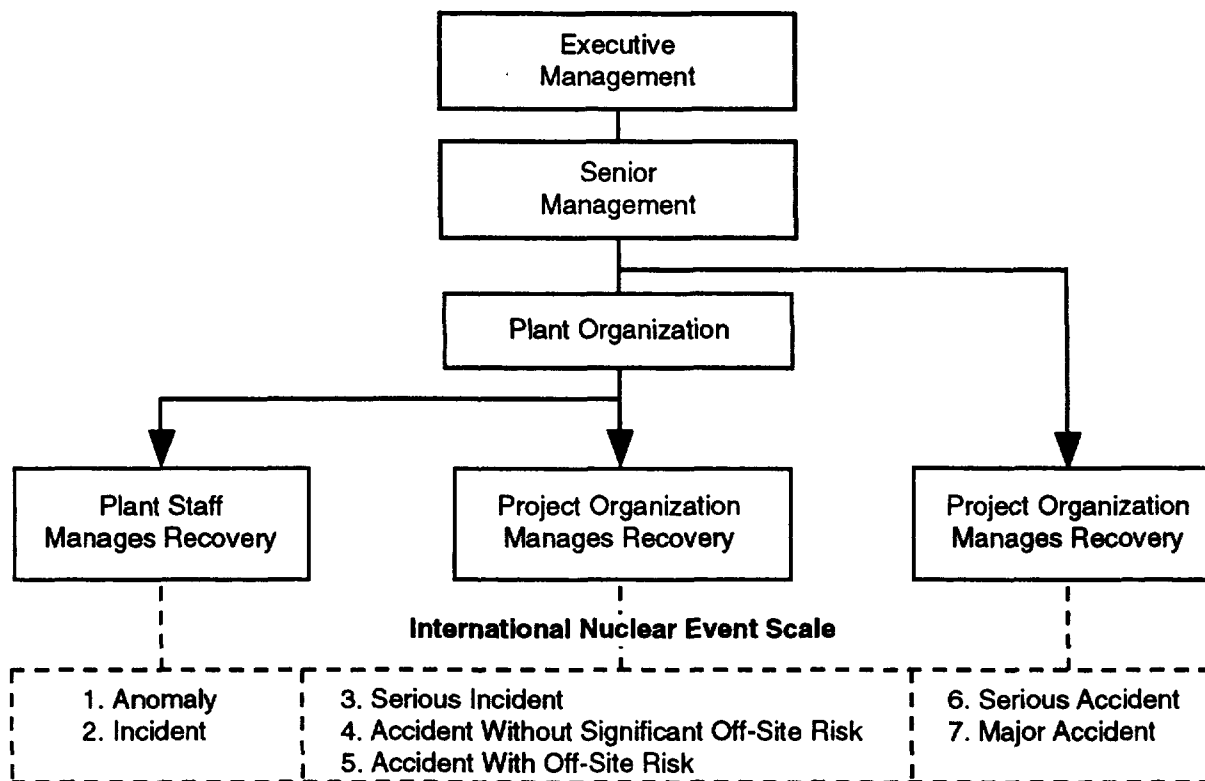 Executive
Management
Senior
Management
Plant Organization
Plant Staff
Manages Recovery
Project Organization
Manages Recovery
Project Organization
Manages Recovery
International Nuclear Event Scale
1. Anomaly
2. Incident
3. Serious Incident
4. Accident Without Significant Off-Site Risk
5. Accident With Off-Site Risk
6. Serious Accident
7. Major Accident